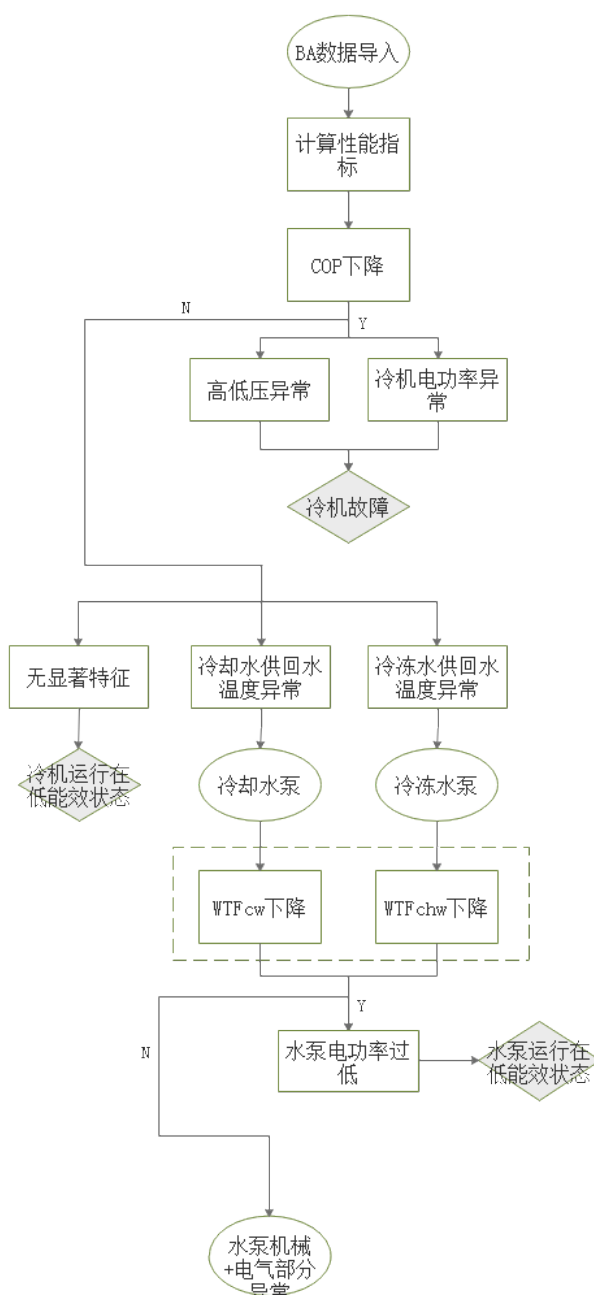 BA数据导入
计算性能指
标
COP下降
N
Y
高低压异常
冷机电功率异
常
冷机故障
无显著特征
冷却水供回水
温度异常
冷冻水供回水
温度异常
冷机运行在
低能效状态
冷却水泵
冷冻水泵
WTFcw下降
WTFchw下降
Y
N
水泵电功率过
低
水泵运行在
低能效状态
水泵机械
+电气部分
异常